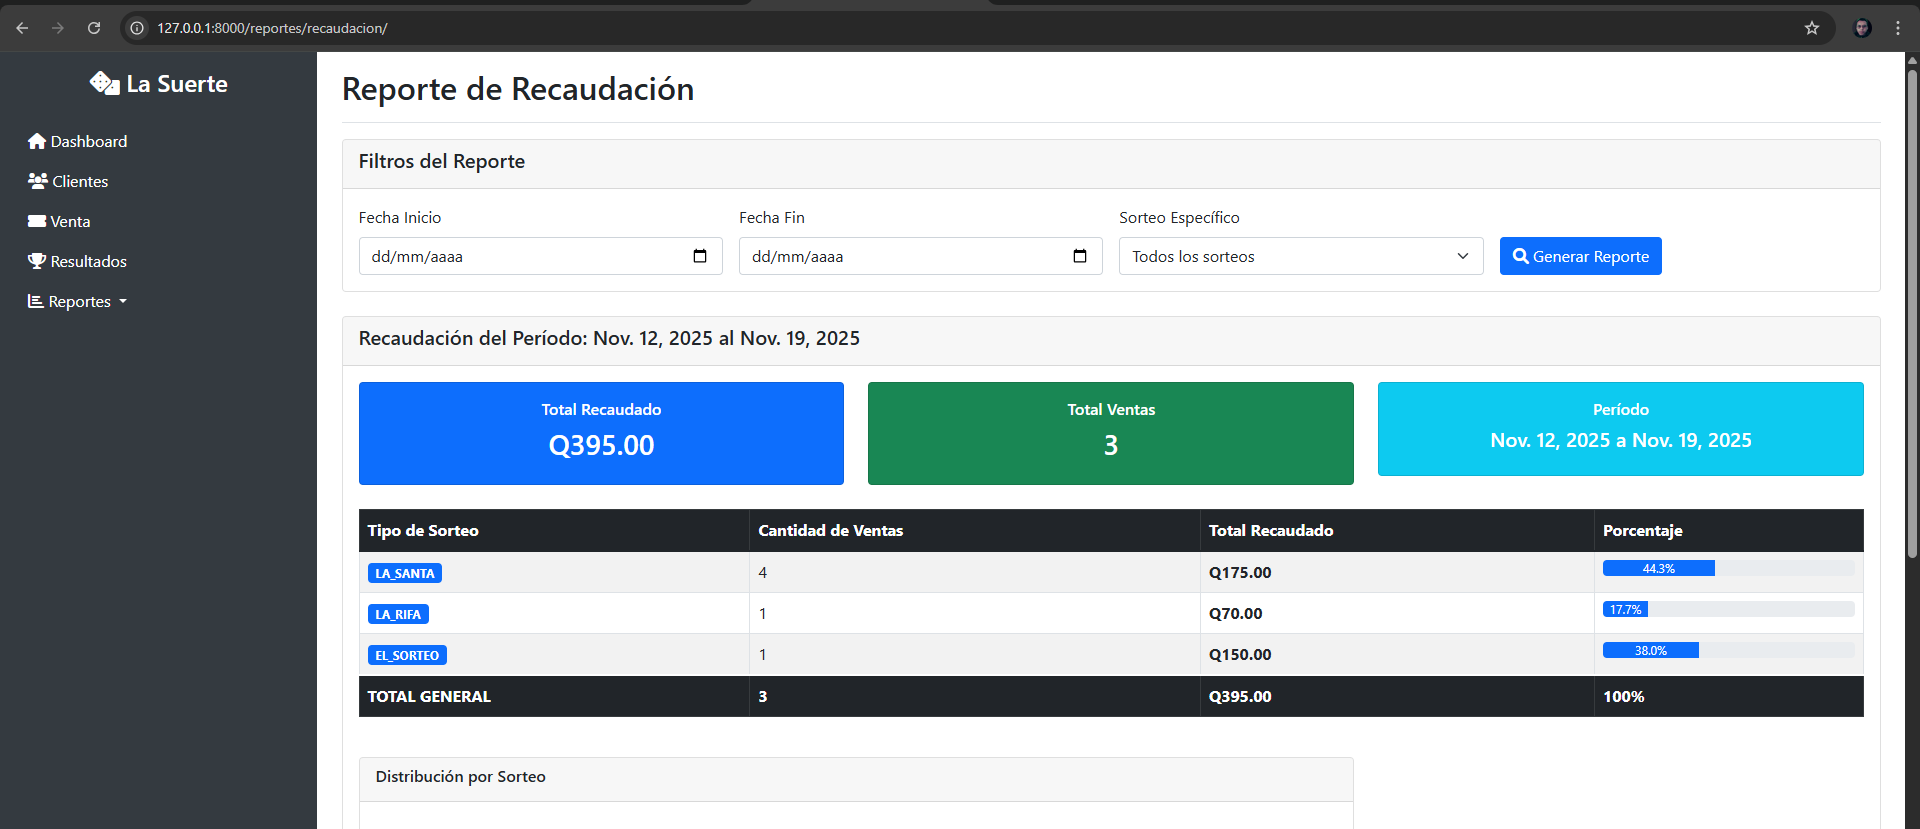 127.0.0.1:8000/reportes/recaudacion/
La Suerte
Dashboard
Clientes
Venta
Resultados
Reportes
Reporte de Recaudación
Filtros del Reporte
Fecha Inicio Fecha Fin Sorteo Específico
dd/mm/aaaa dd/mm/aaaa Todos los sorteos Generar Reporte
Recaudación del Período: Nov. 12, 2025 al Nov. 19, 2025
Total Recaudado Total Ventas Período
Q395.00 3 Nov. 12, 2025 a Nov. 19, 2025
Tipo de Sorteo Cantidad de Ventas Total Recaudado Porcentaje
LA_SANTA 4 Q175.00 44.3%
LA_RIFA 1 Q70.00 17.7%
EL_SORTEO 1 Q150.00 38.0%
TOTAL GENERAL 3 Q395.00 100%
Distribución por Sorteo